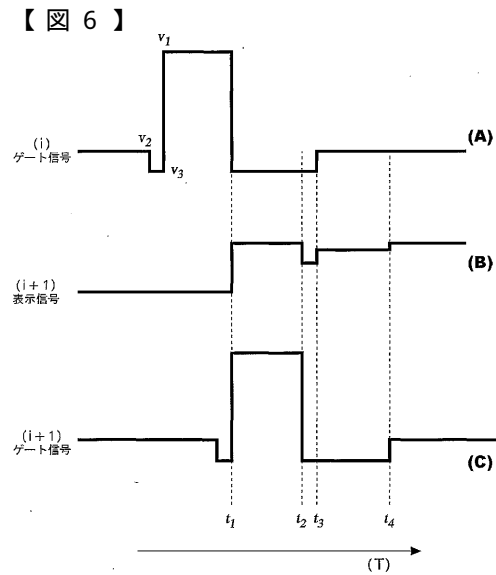 【 図 6 】
v1
v2
v3
(i)
ゲート信号
(A)
(i+1)
表示信号
(B)
(i+1)
ゲート信号
(C)
t1 t2 t3 t4
(T)